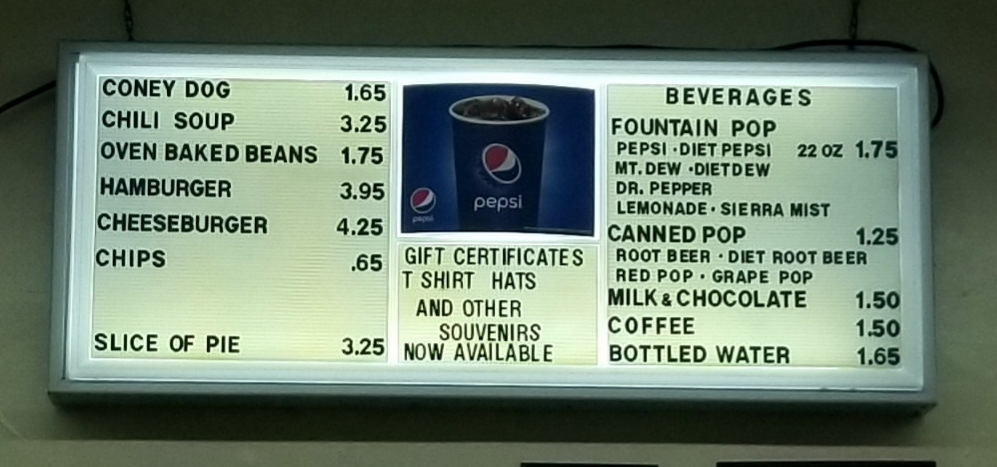 CONEY DOG 1.65
CHILI SOUP 3.25
OVEN BAKED BEANS 1.75
HAMBURGER 3.95
CHEESEBURGER 4.25
CHIPS .65
SLICE OF PIE 3.25
pepsi
pepsi
GIFT CERTIFICATES
T SHIRT HATS
AND OTHER
SOUVENIRS
NOW AVAILABLE
BEVERAGES
FOUNTAIN POP
PEPSI · DIET PEPSI 22 OZ 1.75
MT. DEW · DIETDEW
DR. PEPPER
LEMONADE · SIERRA MIST
CANNED POP 1.25
ROOT BEER · DIET ROOT BEER
RED POP · GRAPE POP
MILK & CHOCOLATE 1.50
COFFEE 1.50
BOTTLED WATER 1.65